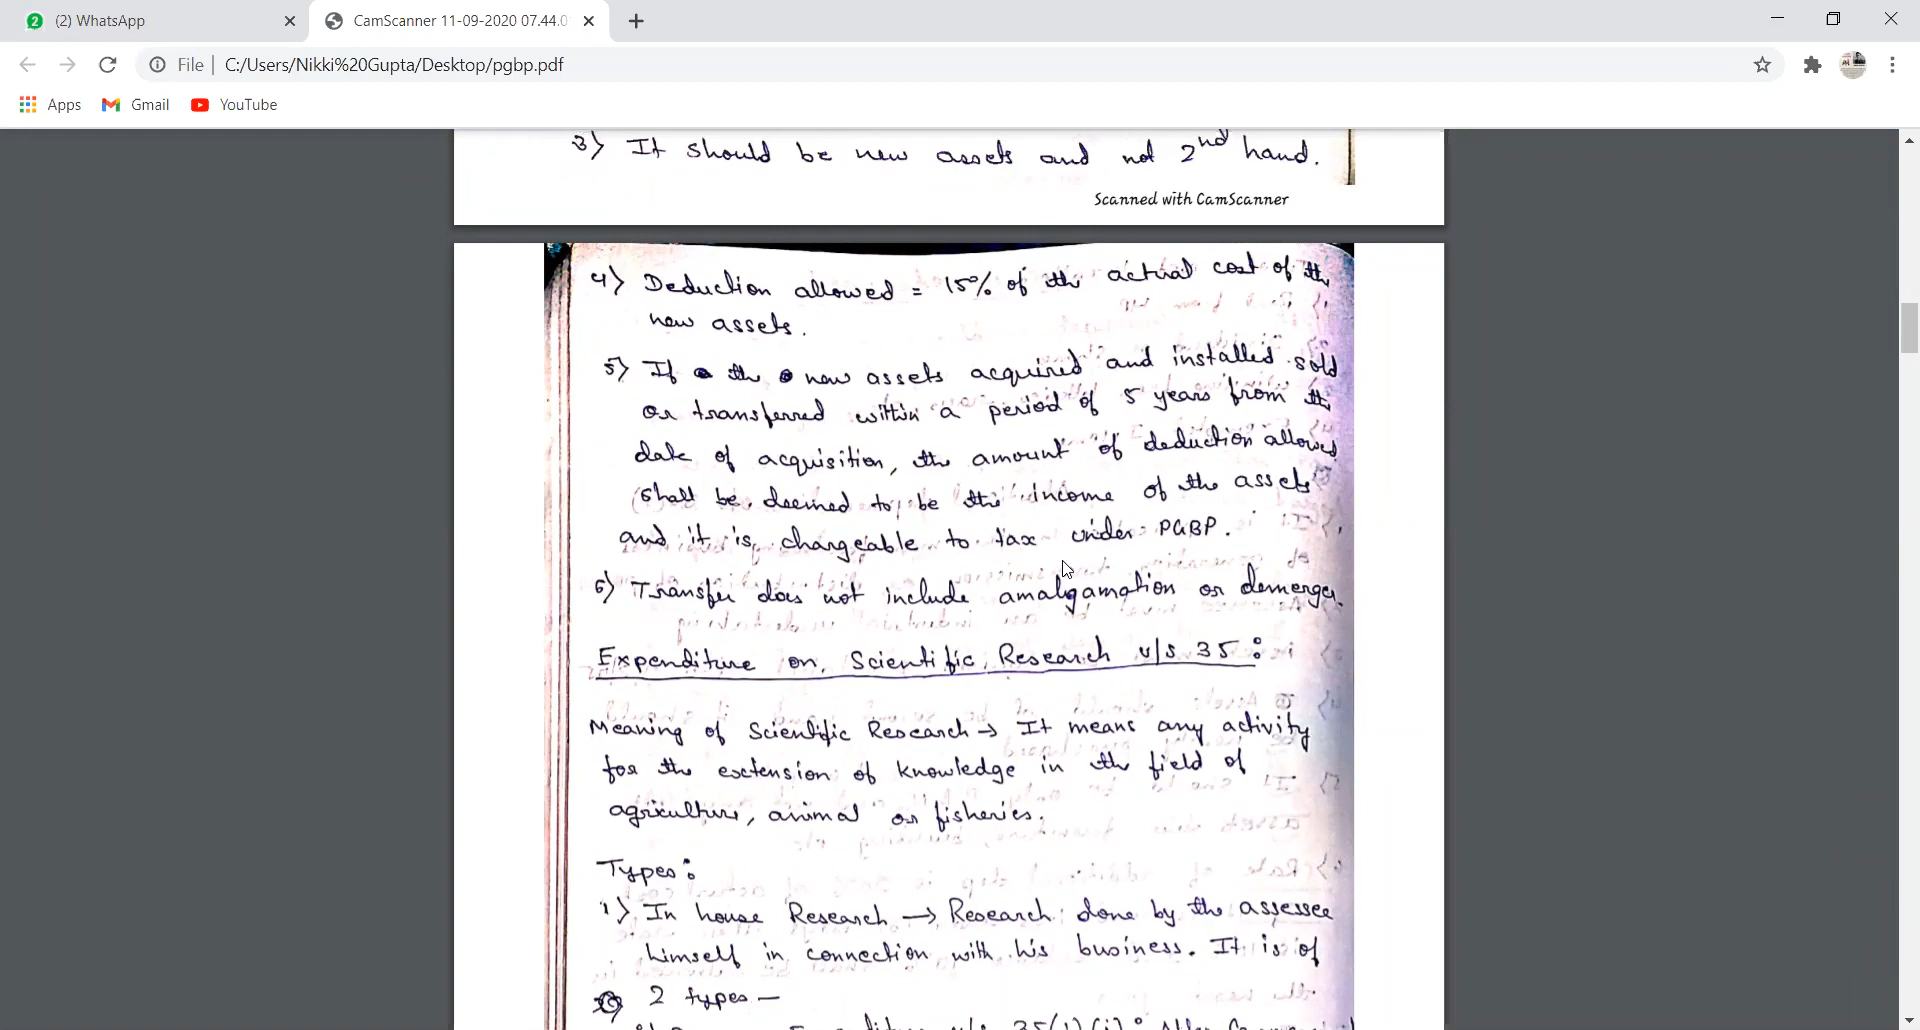 (2) WhatsApp
CamScanner 11-09-2020 07.44.0
File | C:/Users/Nikki%20Gupta/Desktop/pgbp.pdf
Apps Gmail YouTube
3) It should be new assets and not 2nd hand.
Scanned with CamScanner
4) Deduction allowed = 15% of the actual cost of the
new assets.
5) If the new assets acquired and installed sold
or transferred within a period of 5 years from the
date of acquisition, the amount of deduction allowed
shall be deemed to be the income of the assets
and it is chargeable to tax under PGBP.
6) Transfer does not include amalgamation or demerger.
Expenditure on Scientific Research u/s 35:
Meaning of Scientific Research → It means any activity
for the extension of knowledge in the field of
agriculture, animal or fisheries.
Types:
1) In house Research → Research done by the assessee
himself in connection with his business. It is of
2 types —
35(1)(i):